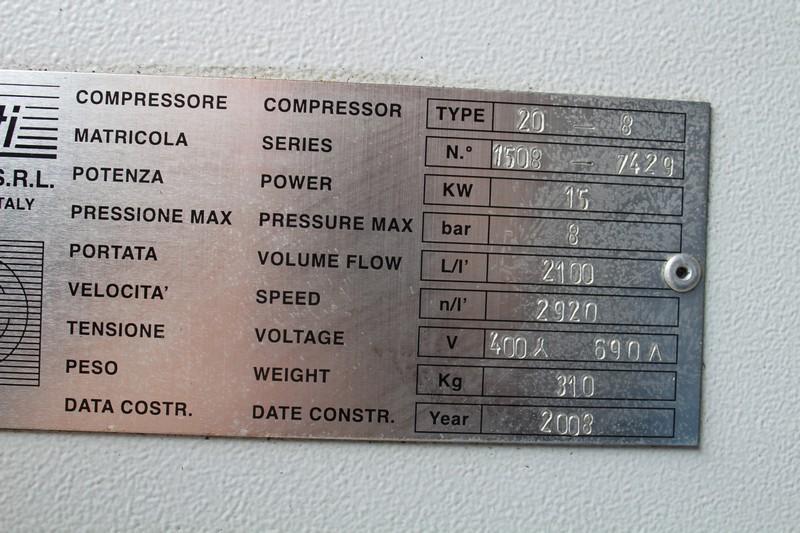 COMPRESSORE COMPRESSOR TYPE 20 — 8
MATRICOLA SERIES N.° 1508 — 7429
POTENZA POWER KW 15
PRESSIONE MAX PRESSURE MAX bar 8
PORTATA VOLUME FLOW L/I' 2100
VELOCITA' SPEED n/I' 2920
TENSIONE VOLTAGE V 400 690
PESO WEIGHT Kg 310
DATA COSTR. DATE CONSTR. Year 2008
ti
S.R.L.
ITALY